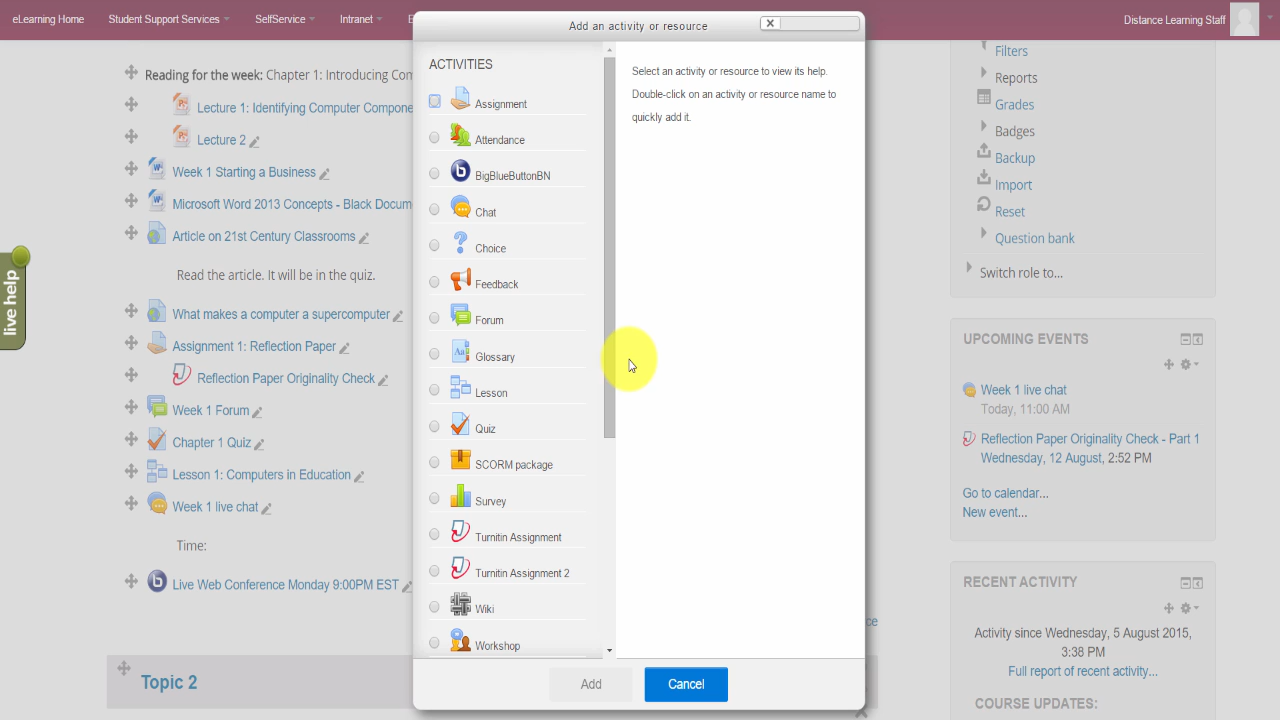 eLearning Home
Student Support Services
SelfService
Intranet
Distance Learning Staff
Reading for the week: Chapter 1: Introducing
Lecture 1: Identifying Computer
Lecture 2
Week 1 Starting a Business
Microsoft Word 2013 Concepts - Black
Article on 21st Century Classrooms
Read the article. It will be in the quiz.
What makes a computer a supercomputer
Assignment 1: Reflection Paper
Reflection Paper Originality Check
Week 1 Forum
Chapter 1 Quiz
Lesson 1: Computers in Education
Week 1 live chat
Time:
Live Web Conference Monday 9:00PM EST
Topic 2
live help
Add an activity or resource
ACTIVITIES
Assignment
Attendance
BigBlueButtonBN
Chat
Choice
Feedback
Forum
Glossary
Lesson
Quiz
SCORM package
Survey
Turnitin Assignment
Turnitin Assignment 2
Wiki
Workshop
Select an activity or resource to view its help.
Double-click on an activity or resource name to
quickly add it.
Add
Cancel
Filters
Reports
Grades
Badges
Backup
Import
Reset
Question bank
Switch role to...
UPCOMING EVENTS
Week 1 live chat
Today, 11:00 AM
Reflection Paper Originality Check - Part 1
Wednesday, 12 August, 2:52 PM
Go to calendar...
New event...
RECENT ACTIVITY
Activity since Wednesday, 5 August 2015,
3:38 PM
Full report of recent activity...
COURSE UPDATES: